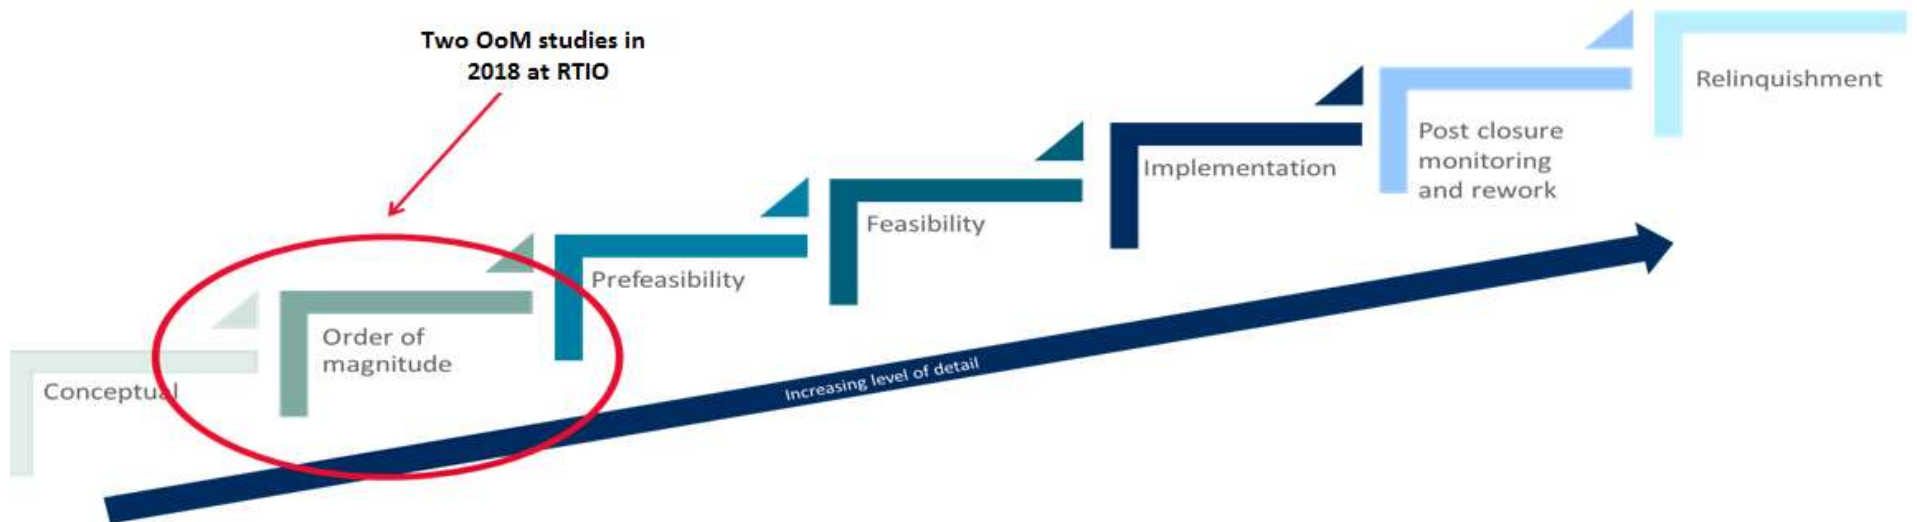 Two OoM studies in
2018 at RTIO
Conceptual
Order of
magnitude
Prefeasibility
Feasibility
Implementation
Post closure
monitoring
and rework
Relinquishment
Increasing level of detail